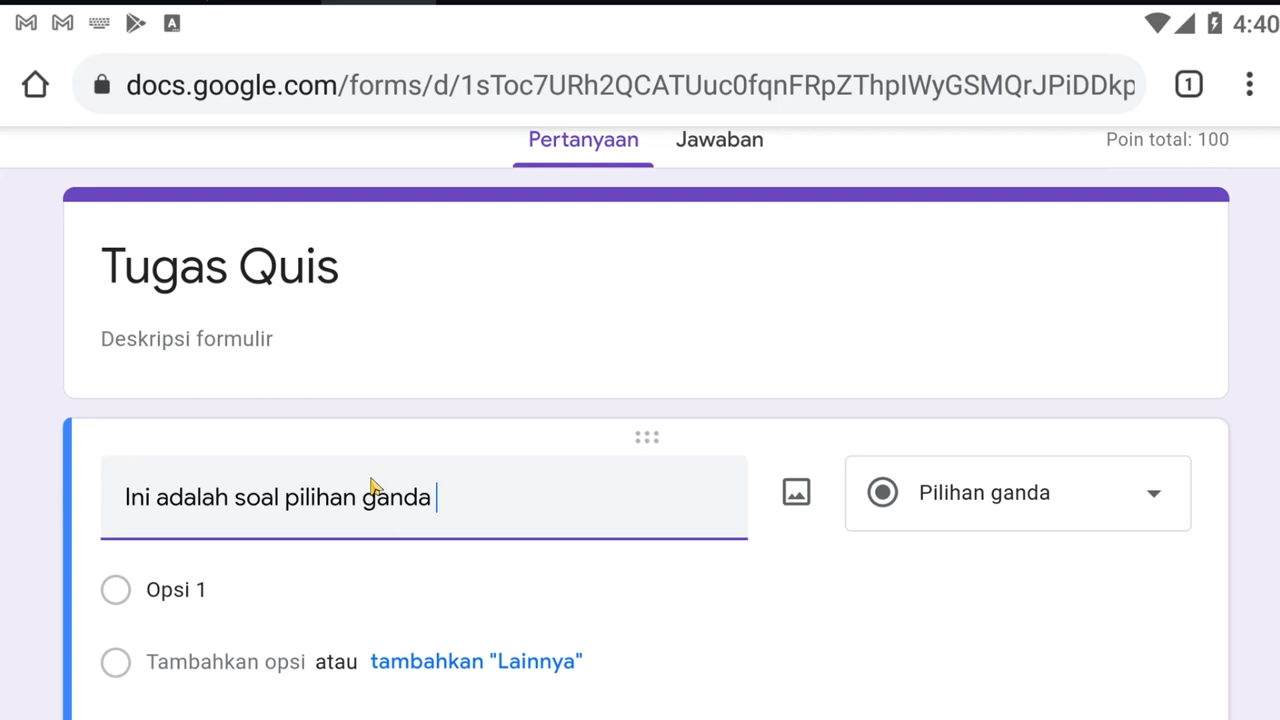 4:40
docs.google.com/forms/d/1sToc7URh2QCATUuc0fqnFRpZThpIWyGSMQrJPiDDkp
1
Pertanyaan Jawaban Poin total: 100
Tugas Quis
Deskripsi formulir
Ini adalah soal pilihan ganda
Pilihan ganda
Opsi 1
Tambahkan opsi atau tambahkan "Lainnya"